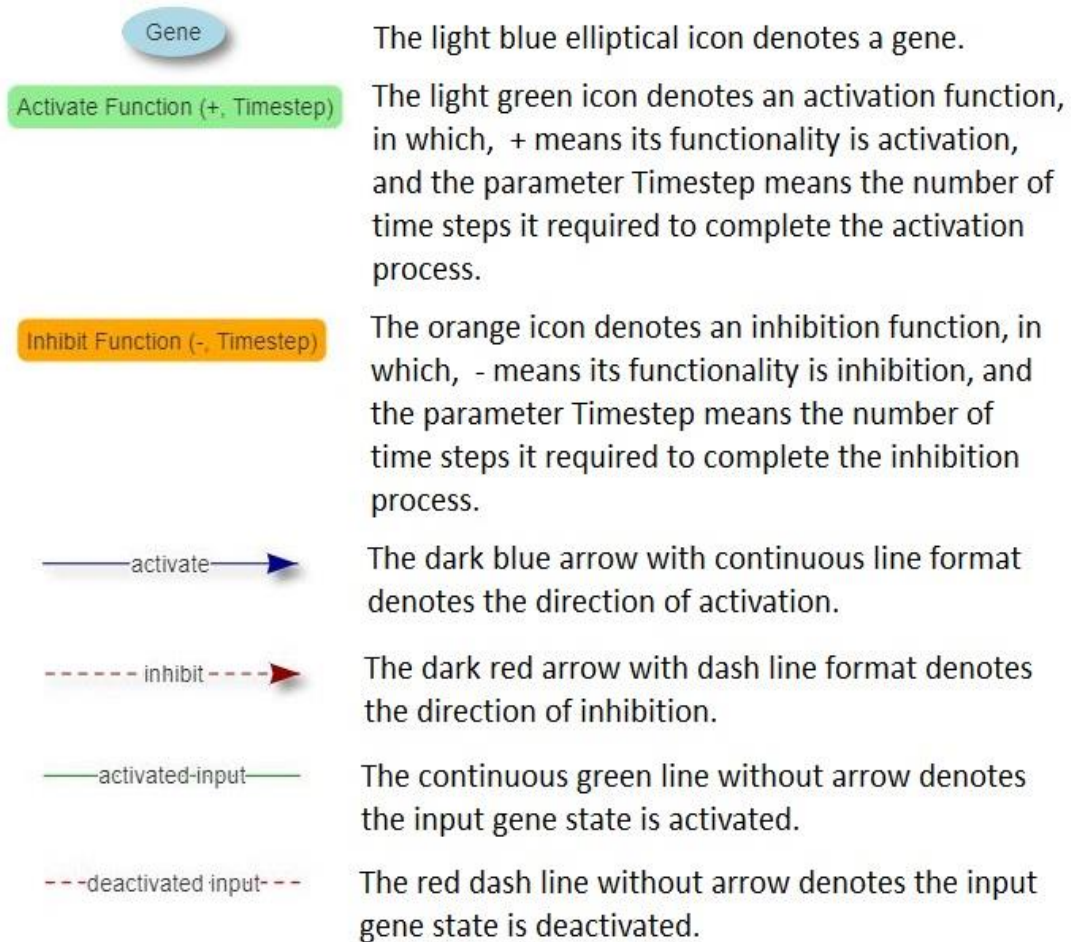 Gene
The light blue elliptical icon denotes a gene.
Activate Function (+, Timestep)
The light green icon denotes an activation function,
in which, + means its functionality is activation,
and the parameter Timestep means the number of
time steps it required to complete the activation
process.
Inhibit Function (-, Timestep)
The orange icon denotes an inhibition function, in
which, - means its functionality is inhibition, and
the parameter Timestep means the number of
time steps it required to complete the inhibition
process.
activate
The dark blue arrow with continuous line format
denotes the direction of activation.
inhibit
The dark red arrow with dash line format denotes
the direction of inhibition.
activated input
The continuous green line without arrow denotes
the input gene state is activated.
deactivated input
The red dash line without arrow denotes the input
gene state is deactivated.